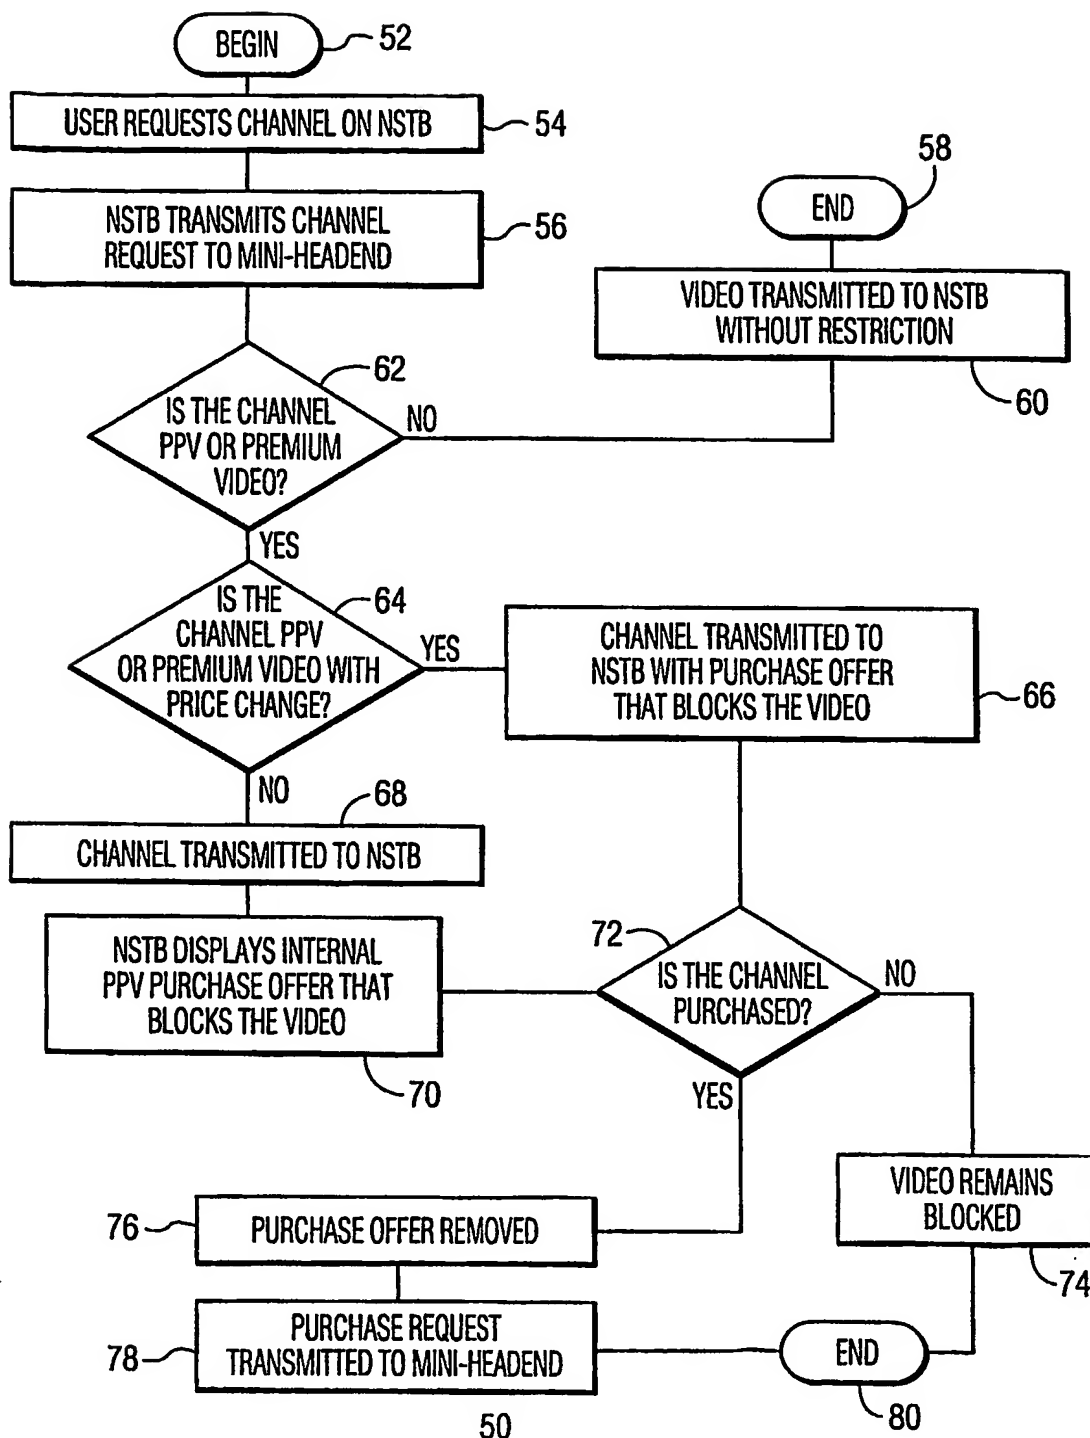 BEGIN
52
USER REQUESTS CHANNEL ON NSTB
54
NSTB TRANSMITS CHANNEL
REQUEST TO MINI-HEADEND
56
58
END
VIDEO TRANSMITTED TO NSTB
WITHOUT RESTRICTION
60
62
IS THE CHANNEL
PPV OR PREMIUM
VIDEO?
NO
YES
64
IS THE
CHANNEL PPV
OR PREMIUM VIDEO WITH
PRICE CHANGE?
YES
CHANNEL TRANSMITTED TO
NSTB WITH PURCHASE OFFER
THAT BLOCKS THE VIDEO
66
NO
68
CHANNEL TRANSMITTED TO NSTB
NSTB DISPLAYS INTERNAL
PPV PURCHASE OFFER THAT
BLOCKS THE VIDEO
70
72
IS THE CHANNEL
PURCHASED?
NO
YES
VIDEO REMAINS
BLOCKED
74
76
PURCHASE OFFER REMOVED
78
PURCHASE REQUEST
TRANSMITTED TO MINI-HEADEND
END
80
50